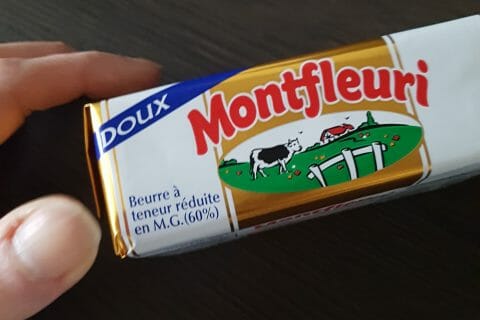 DOUX
Montfleuri
Beurre à
teneur réduite
en M.G.(60%)